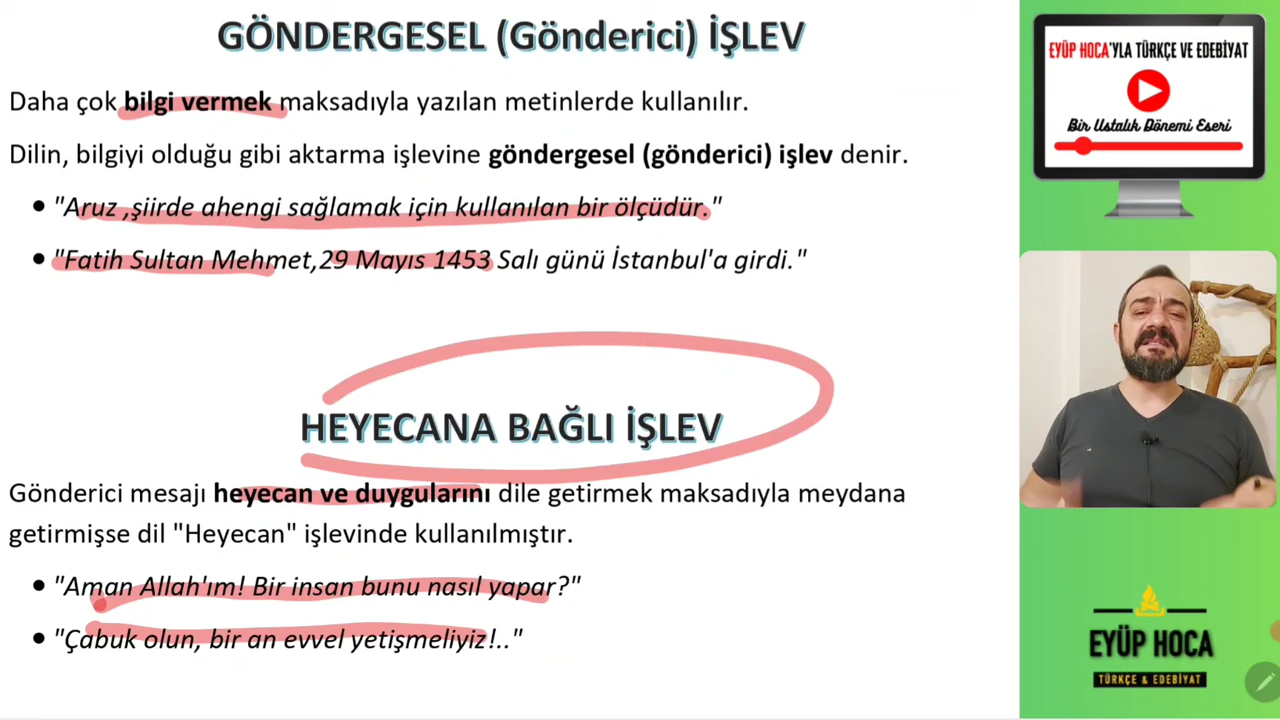 GÖNDERGESEL (Gönderici) İŞLEV
Daha çok bilgi vermek maksadıyla yazılan metinlerde kullanılır.
Dilin, bilgiyi olduğu gibi aktarma işlevine göndergesel (gönderici) işlev denir.
• "Aruz ,şiirde ahengi sağlamak için kullanılan bir ölçüdür."
• "Fatih Sultan Mehmet,29 Mayıs 1453 Salı günü İstanbul'a girdi."
HEYECANA BAĞLI İŞLEV
Gönderici mesajı heyecan ve duygularını dile getirmek maksadıyla meydana
getirmişse dil "Heyecan" işlevinde kullanılmıştır.
• "Aman Allah'ım! Bir insan bunu nasıl yapar?"
• "Çabuk olun, bir an evvel yetişmeliyiz!.."
EYÜP HOCA'YLA TÜRKÇE VE EDEBİYAT
Bir Ustalık Dönemi Eseri
EYÜP HOCA
TÜRKÇE & EDEBİYAT